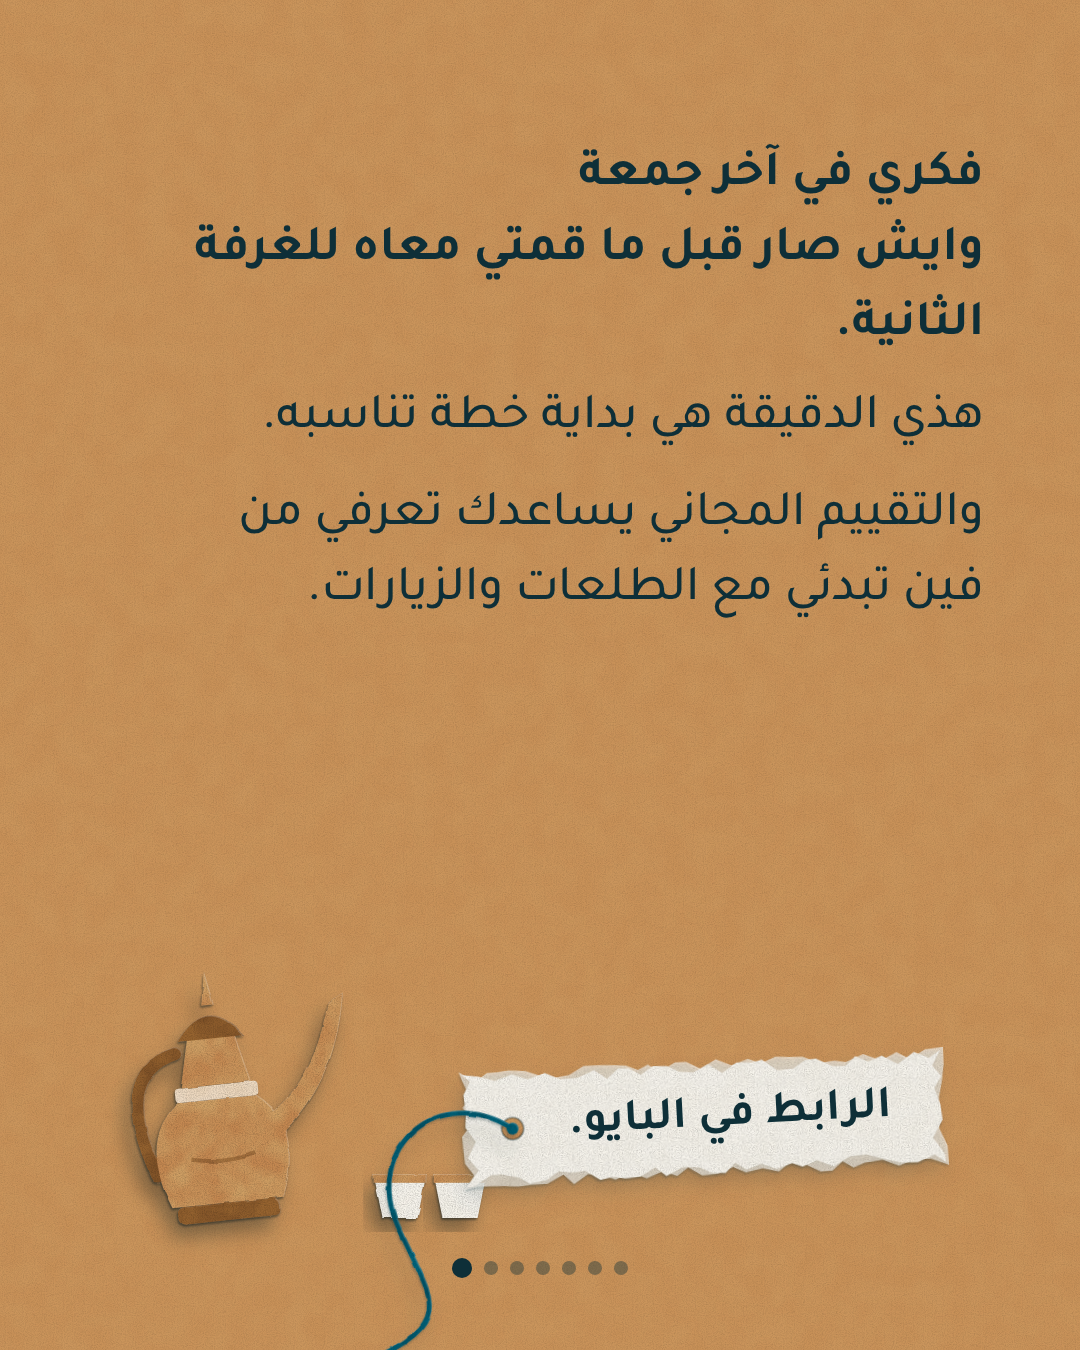 فكري في آخر جمعة
وايش صار قبل ما قمتي معاه للغرفة
الثانية.
هذي الدقيقة هي بداية خطة تناسبه.
والتقييم المجاني يساعدك تعرفي من
فين تبدئي مع الطلعات والزيارات.
الرابط في البايو.